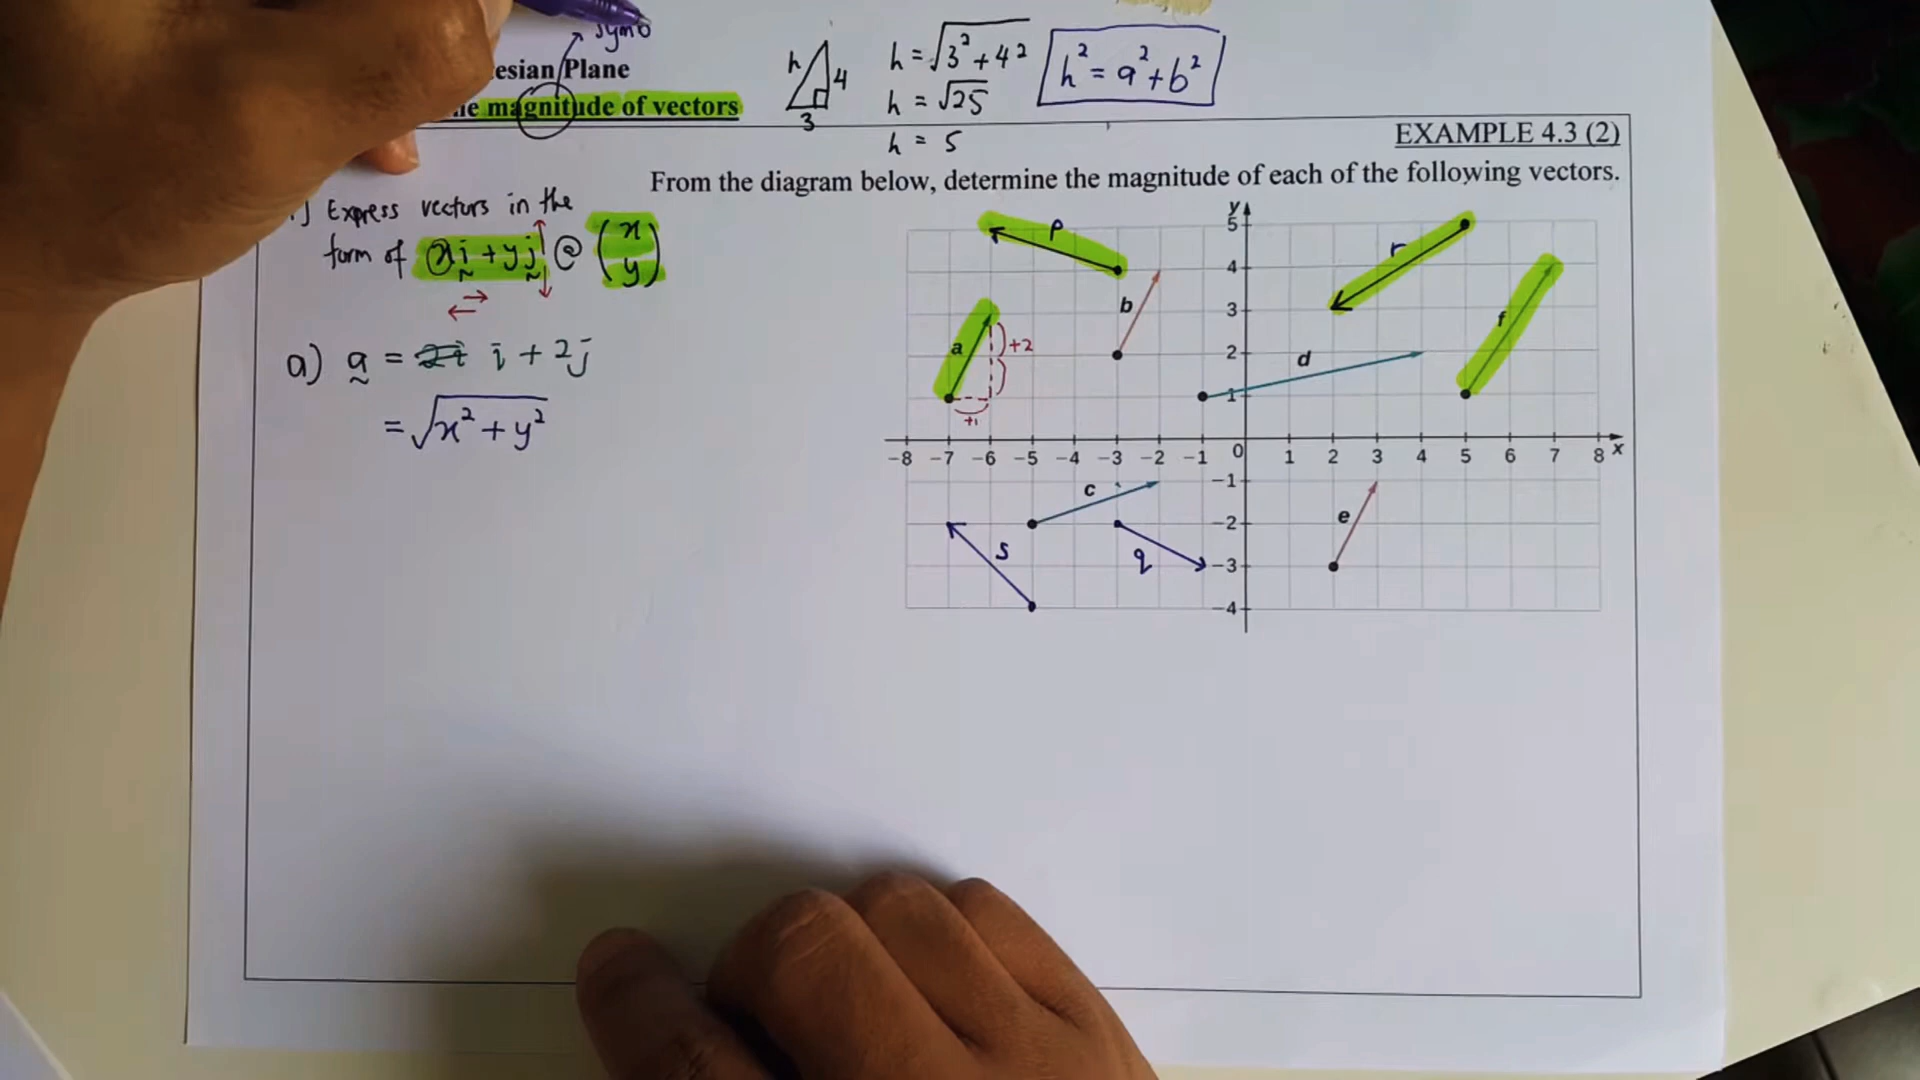 esian Plane
magnitude of vectors
h
4
3
h = √3² + 4²
h = √25
h = 5
h² = a² + b²
EXAMPLE 4.3 (2)
From the diagram below, determine the magnitude of each of the following vectors.
Express vectors in the
form of xi + yj @ (x y)
a) a = i + 2j
= √x² + y²
y
5
4
3
2
1
0
-1
-2
-3
-4
-8 -7 -6 -5 -4 -3 -2 -1 1 2 3 4 5 6 7 8 x
p
r
b
f
a
+2
+1
d
c
s
q
e